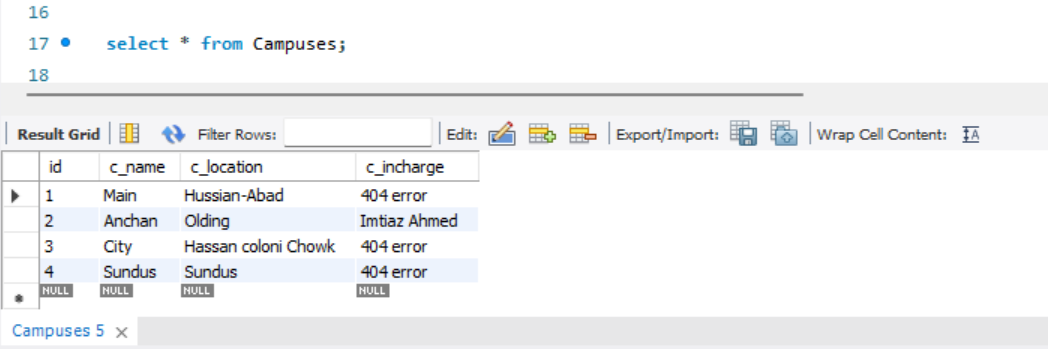 16
17 select * from Campuses;
18
Result Grid Filter Rows: Edit: Export/Import: Wrap Cell Content: IA
id c_name c_location c_incharge
1 Main Hussian-Abad 404 error
2 Anchan Olding Imtiaz Ahmed
3 City Hassan coloni Chowk 404 error
4 Sundus Sundus 404 error
NULL NULL NULL NULL
Campuses 5